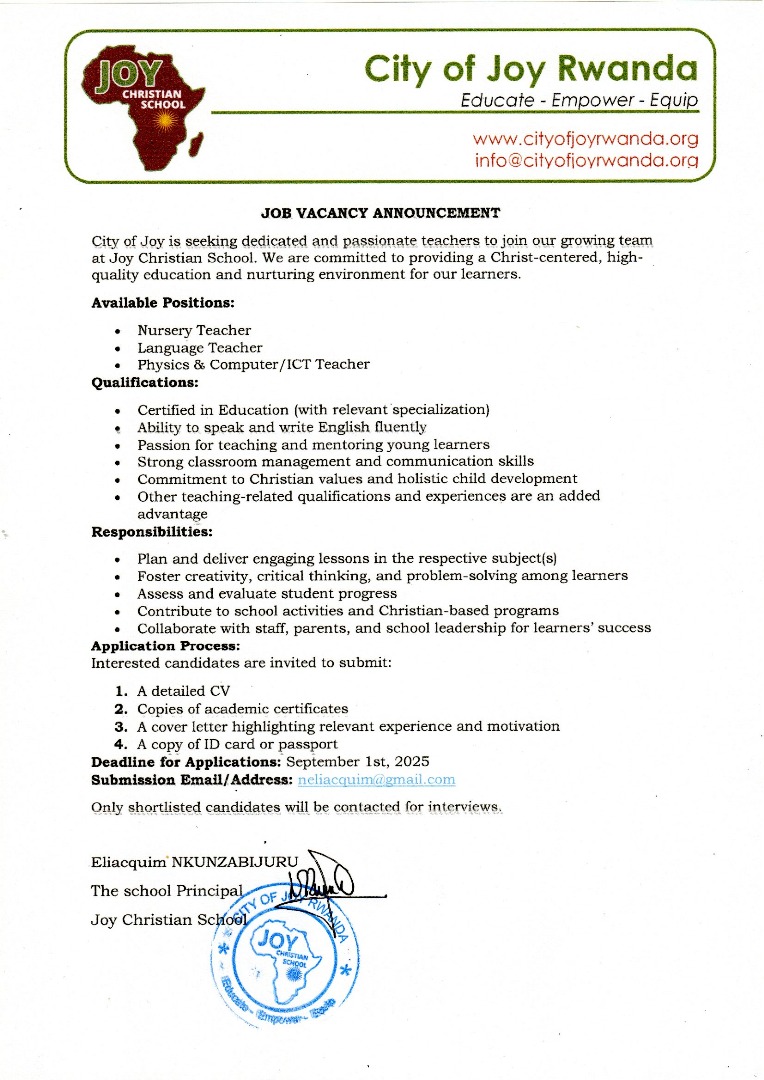 JOY
CHRISTIAN
SCHOOL
City of Joy Rwanda
Educate - Empower - Equip
www.cityofjoyrwanda.org
info@cityofjoyrwanda.org
JOB VACANCY ANNOUNCEMENT
City of Joy is seeking dedicated and passionate teachers to join our growing team
at Joy Christian School. We are committed to providing a Christ-centered, high-
quality education and nurturing environment for our learners.
Available Positions:
• Nursery Teacher
• Language Teacher
• Physics & Computer/ICT Teacher
Qualifications:
• Certified in Education (with relevant specialization)
• Ability to speak and write English fluently
• Passion for teaching and mentoring young learners
• Strong classroom management and communication skills
• Commitment to Christian values and holistic child development
• Other teaching-related qualifications and experiences are an added
advantage
Responsibilities:
• Plan and deliver engaging lessons in the respective subject(s)
• Foster creativity, critical thinking, and problem-solving among learners
• Assess and evaluate student progress
• Contribute to school activities and Christian-based programs
• Collaborate with staff, parents, and school leadership for learners' success
Application Process:
Interested candidates are invited to submit:
1. A detailed CV
2. Copies of academic certificates
3. A cover letter highlighting relevant experience and motivation
4. A copy of ID card or passport
Deadline for Applications: September 1st, 2025
Submission Email/Address: neliacquim@gmail.com
Only shortlisted candidates will be contacted for interviews.
Eliacquim NKUNZABIJURU
The school Principal
Joy Christian School
CITY OF JOY RWANDA
JOY
CHRISTIAN
SCHOOL
Educate - Empower - Equip